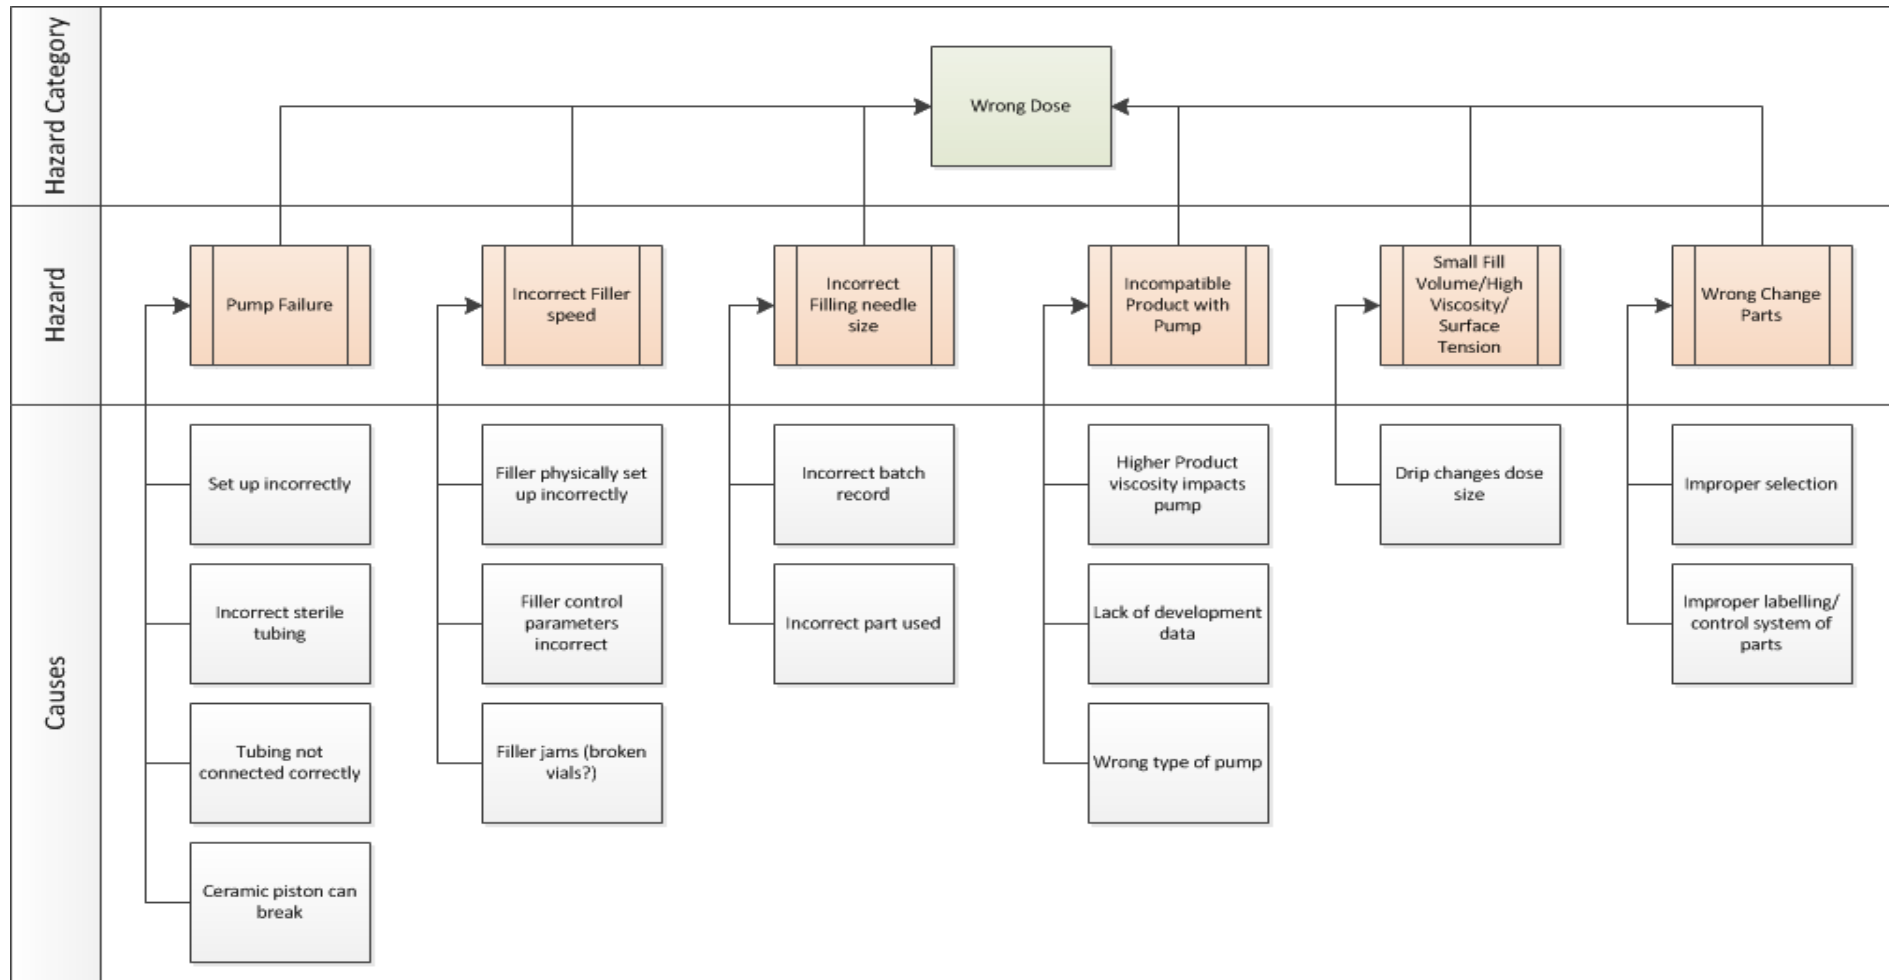 Hazard Category
Wrong Dose
Hazard
Pump Failure
Incorrect Filler
speed
Incorrect
Filling needle
size
Incompatible
Product with
Pump
Small Fill
Volume/High
Viscosity/
Surface
Tension
Wrong Change
Parts
Causes
Set up incorrectly
Filler physically set
up incorrectly
Incorrect batch
record
Higher Product
viscosity impacts
pump
Drip changes dose
size
Improper selection
Incorrect sterile
tubing
Filler control
parameters
incorrect
Incorrect part used
Lack of development
data
Improper labelling/
control system of
parts
Tubing not
connected correctly
Filler jams (broken
vials?)
Wrong type of pump
Ceramic piston can
break